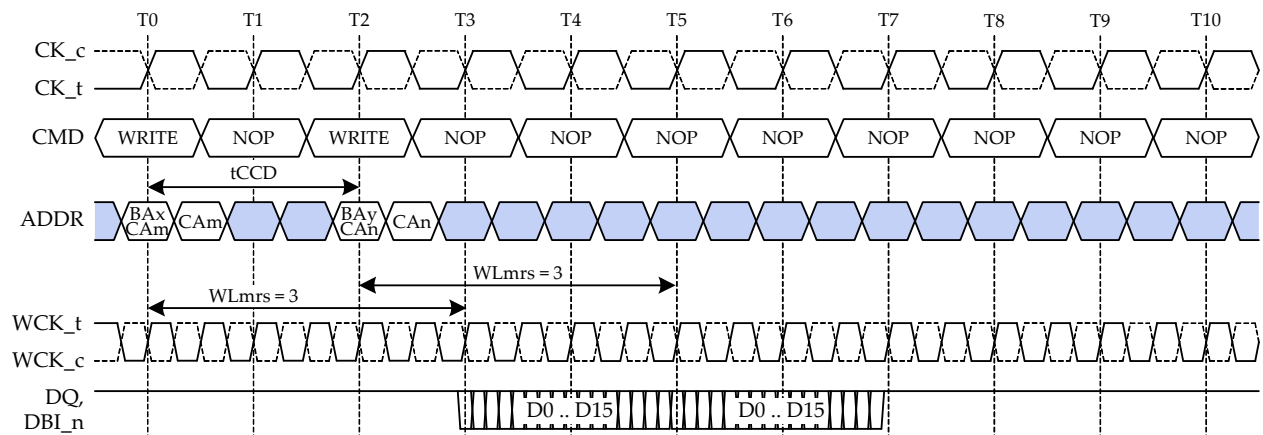 T0 T1 T2 T3 T4 T5 T6 T7 T8 T9 T10
CK_c
CK_t
CMD WRITE NOP WRITE NOP NOP NOP NOP NOP NOP NOP NOP
tCCD
ADDR BAx CAm CAm BAy CAn CAn
WLmrs = 3
WLmrs = 3
WCK_t
WCK_c
DQ, D0 .. D15 D0 .. D15
DBI_n